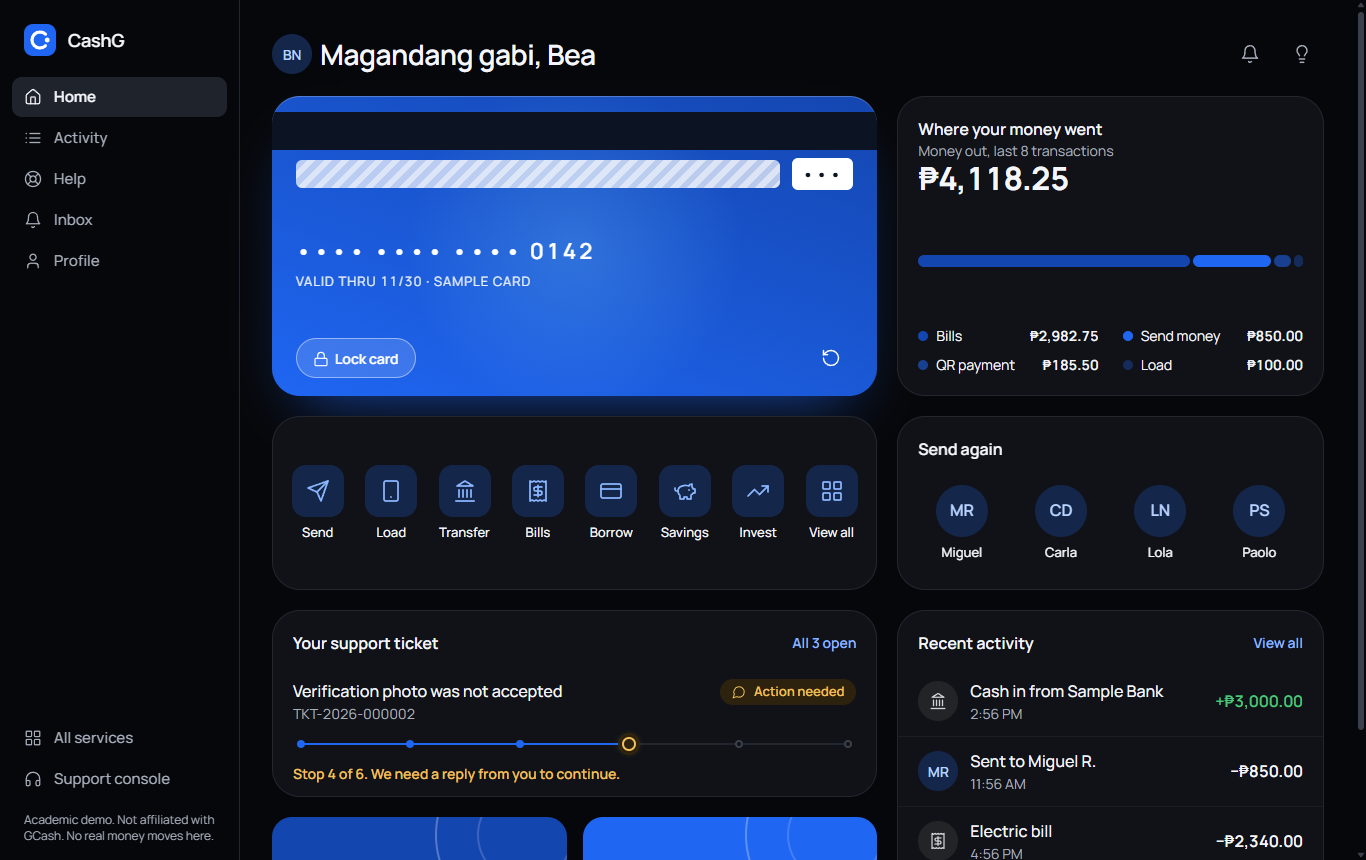 CashG
Home
Activity
Help
Inbox
Profile
All services
Support console
Academic demo. Not affiliated with
GCash. No real money moves here.
BN
Magandang gabi, Bea
•••• •••• •••• 0142
VALID THRU 11/30 · SAMPLE CARD
Lock card
Where your money went
Money out, last 8 transactions
₱4,118.25
Bills ₱2,982.75
Send money ₱850.00
QR payment ₱185.50
Load ₱100.00
Send
Load
Transfer
Bills
Borrow
Savings
Invest
View all
Send again
MR
CD
LN
PS
Miguel
Carla
Lola
Paolo
Your support ticket
All 3 open
Verification photo was not accepted
Action needed
TKT-2026-000002
Stop 4 of 6. We need a reply from you to continue.
Recent activity
View all
Cash in from Sample Bank
2:56 PM
+₱3,000.00
MR
Sent to Miguel R.
11:56 AM
−₱850.00
Electric bill
4:56 PM
−₱2,340.00